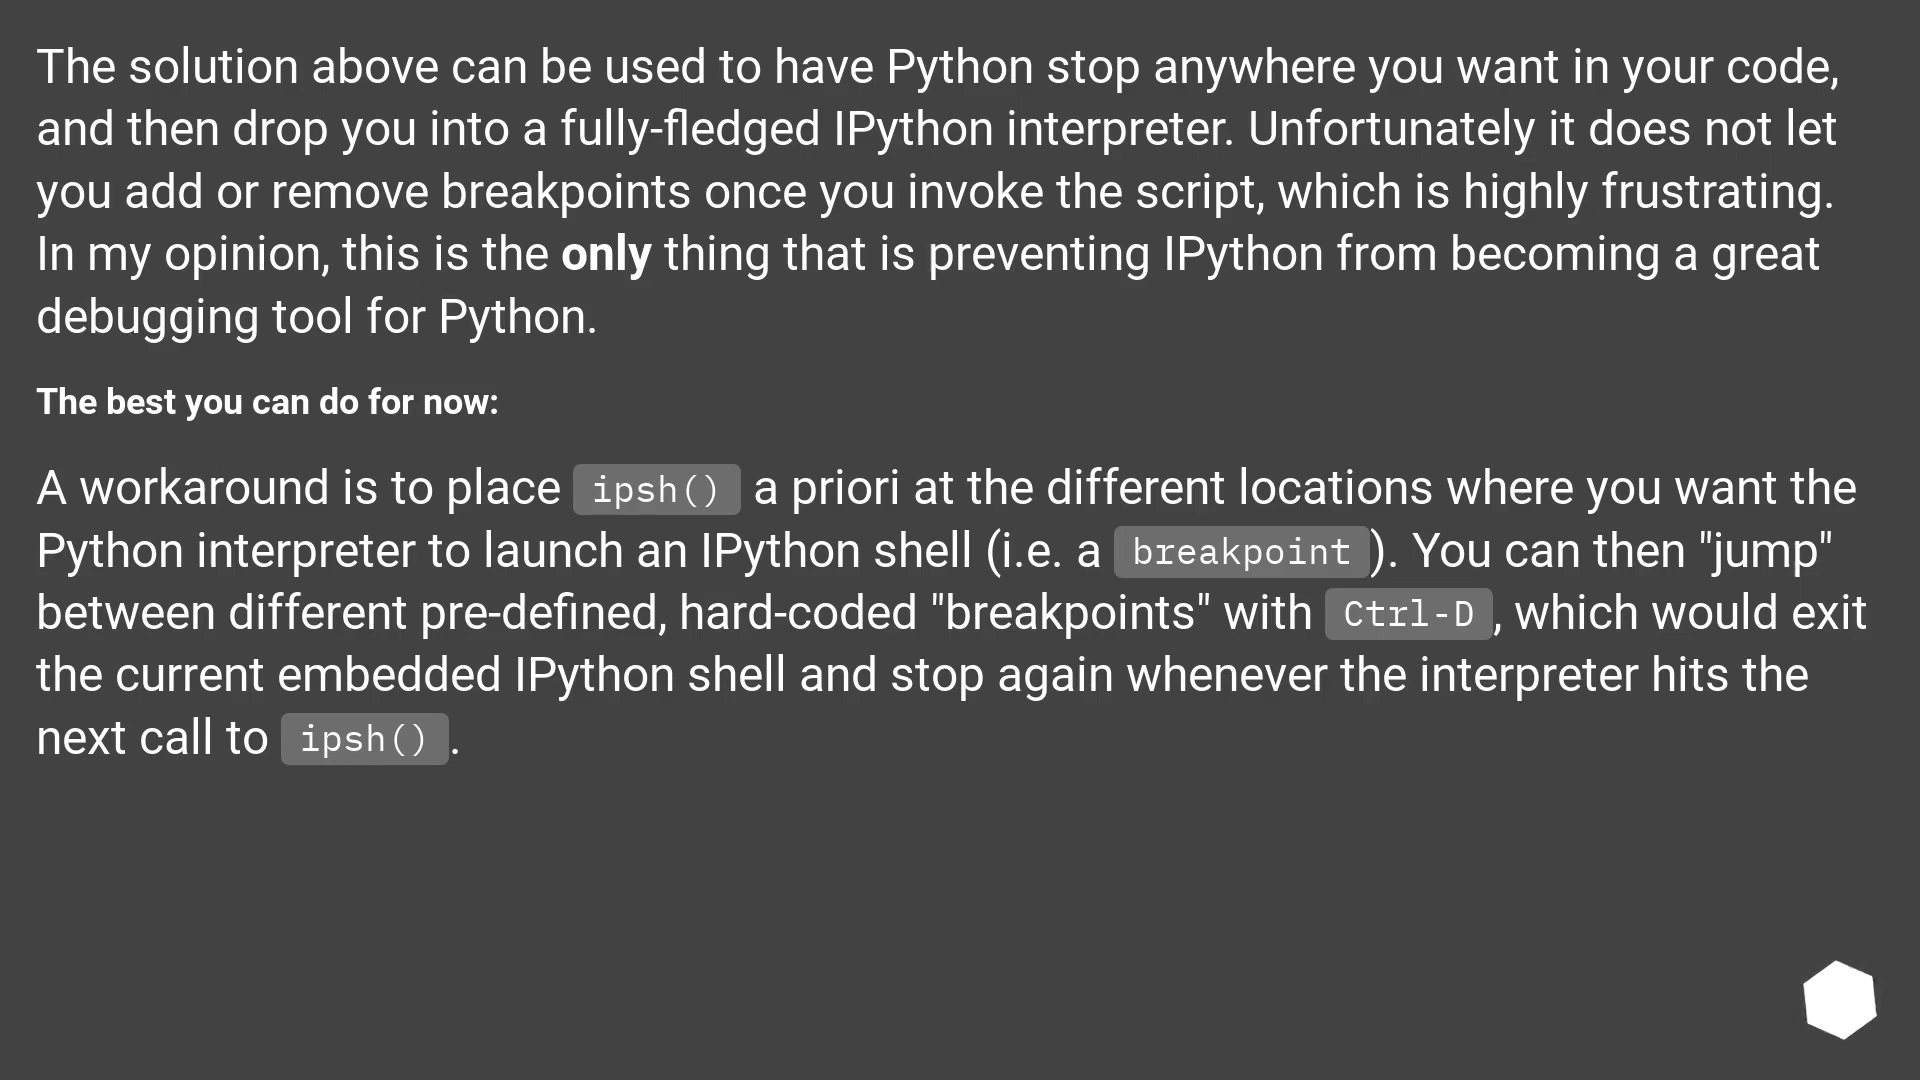 The solution above can be used to have Python stop anywhere you want in your code,
and then drop you into a fully-fledged IPython interpreter. Unfortunately it does not let
you add or remove breakpoints once you invoke the script, which is highly frustrating.
In my opinion, this is the only thing that is preventing IPython from becoming a great
debugging tool for Python.
The best you can do for now:
A workaround is to place ipsh() a priori at the different locations where you want the
Python interpreter to launch an IPython shell (i.e. a breakpoint). You can then "jump"
between different pre-defined, hard-coded "breakpoints" with Ctrl-D, which would exit
the current embedded IPython shell and stop again whenever the interpreter hits the
next call to ipsh().